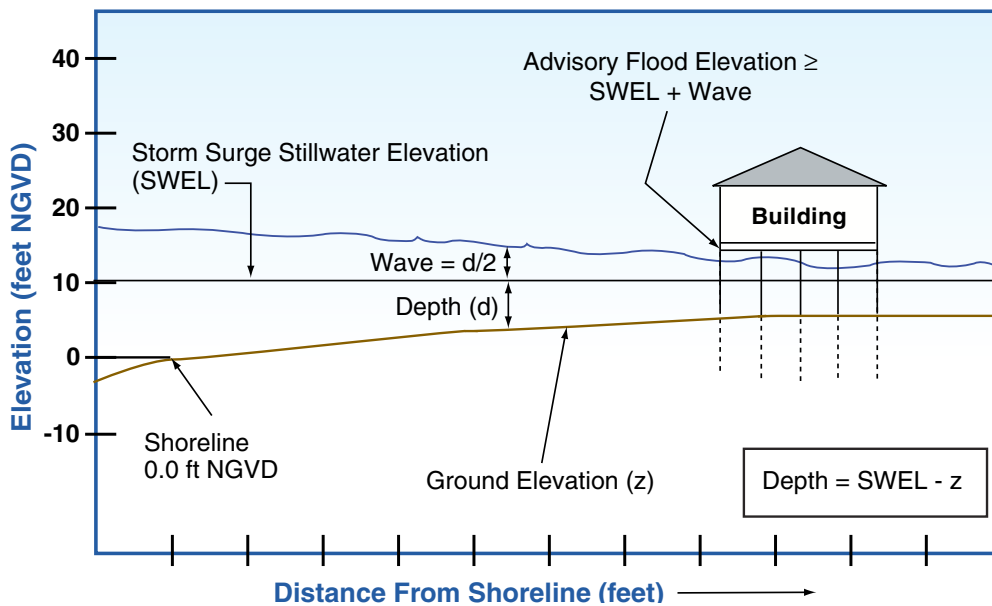 40
30
20
10
0
-10
Elevation (feet NGVD)
Storm Surge Stillwater Elevation
(SWEL)
Advisory Flood Elevation ≥
SWEL + Wave
Building
Wave = d/2
Depth (d)
Shoreline
0.0 ft NGVD
Ground Elevation (z)
Depth = SWEL - z
Distance From Shoreline (feet)